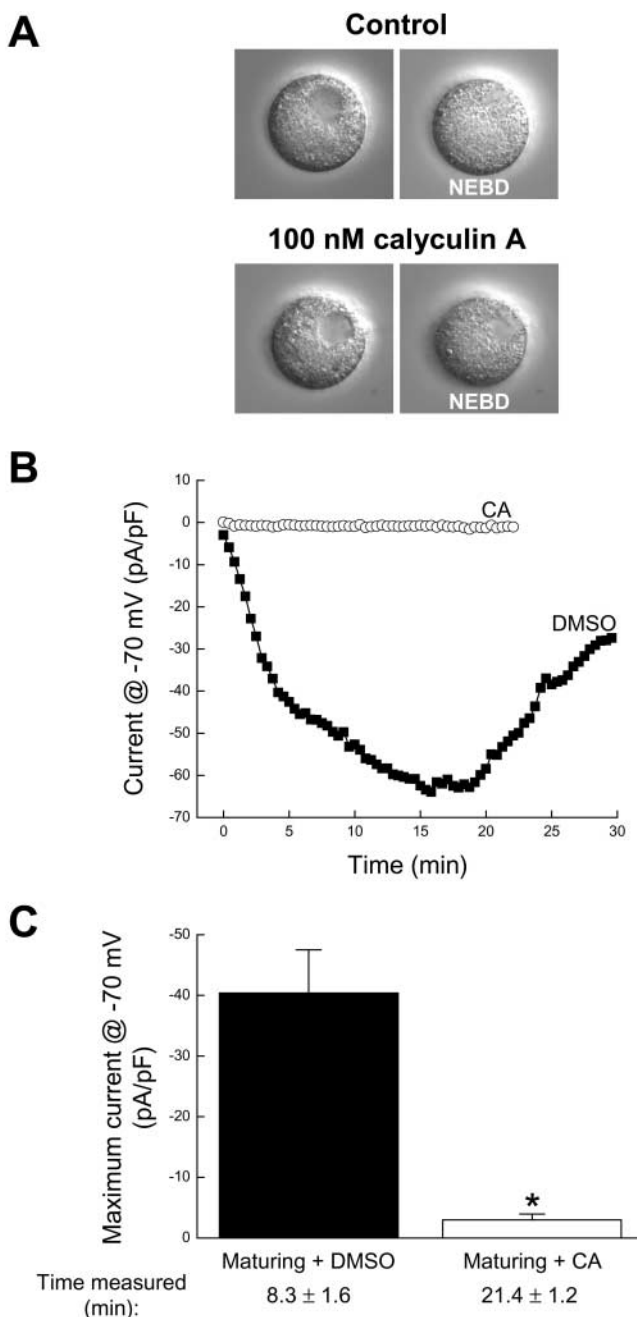 A
Control
NEBD
100 nM calyculin A
NEBD
B
Current @ -70 mV (pA/pF)
10
0
-10
-20
-30
-40
-50
-60
-70
CA
DMSO
0 5 10 15 20 25 30
Time (min)
C
Maximum current @ -70 mV
(pA/pF)
-50
-40
-30
-20
-10
0
*
Maturing + DMSO Maturing + CA
Time measured
(min): 8.3 ± 1.6 21.4 ± 1.2